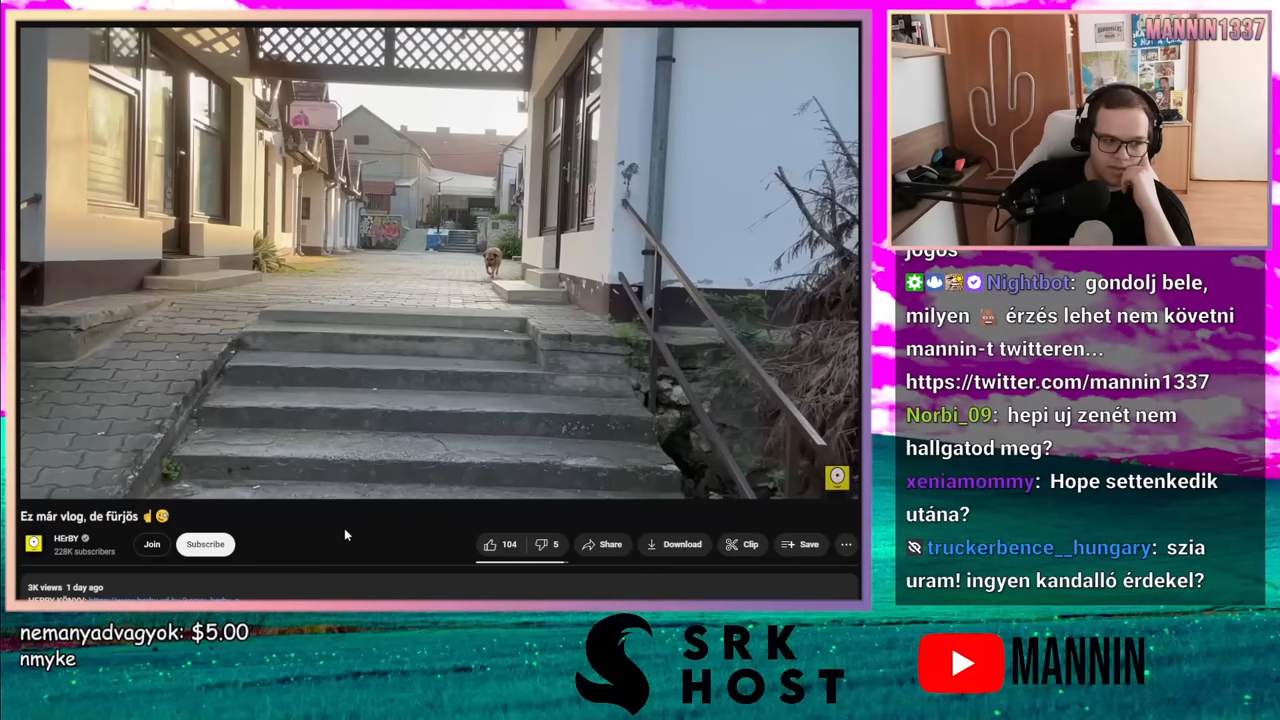 MANNIN1337
jogos
Nightbot: gondolj bele,
milyen 💩 érzés lehet nem követni
mannin-t twitteren...
https://twitter.com/mannin1337
Norbi_09: hepi uj zenét nem
hallgatod meg?
xeniamommy: Hope settenkedik
utána?
truckerbence__hungary: szia
uram! ingyen kandalló érdekel?
Ez már vlog, de fürjös ☝️🧐
HErBY
228K subscribers
Join
Subscribe
104
5
Share
Download
Clip
Save
3K views 1 day ago
nemanyadvagyok: $5.00
nmyke
SRK
HOST
MANNIN